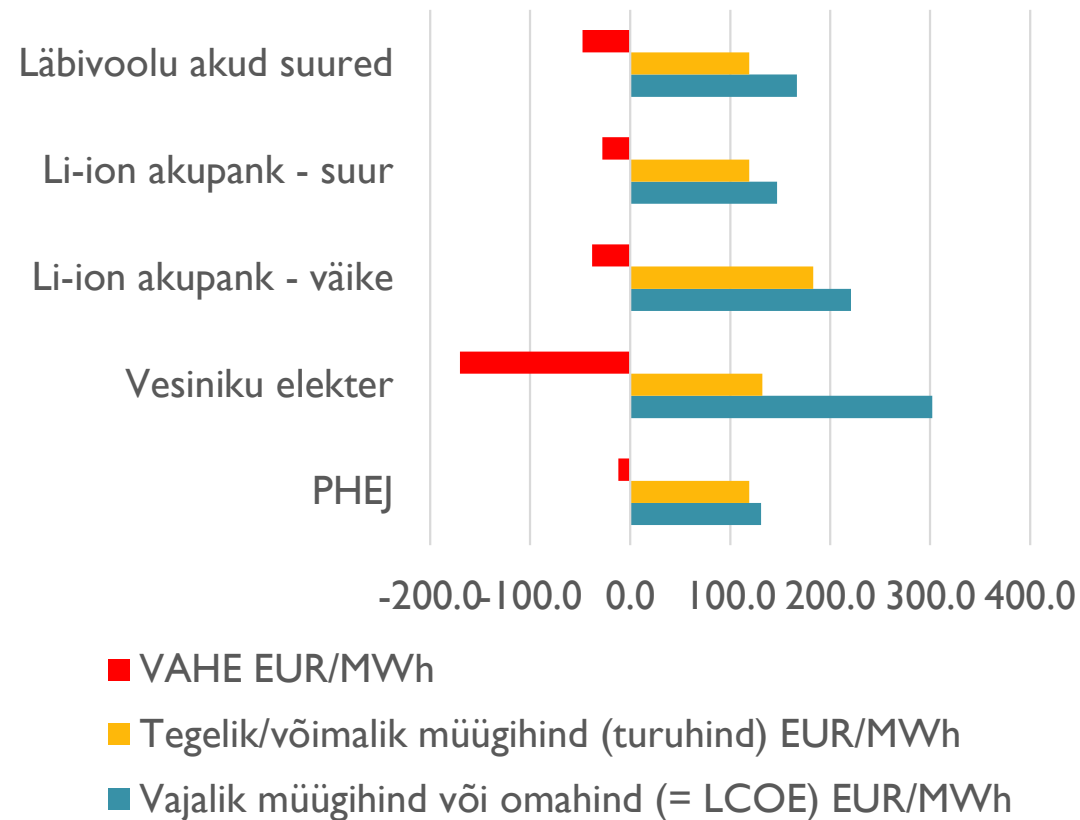 Läbivoolu akud suured
Li-ion akupank - suur
Li-ion akupank - väike
Vesiniku elekter
PHEJ
-200.0 -100.0 0.0 100.0 200.0 300.0 400.0
VAHE EUR/MWh
Tegelik/võimalik müügihind (turuhind) EUR/MWh
Vajalik müügihind või omahind (= LCOE) EUR/MWh